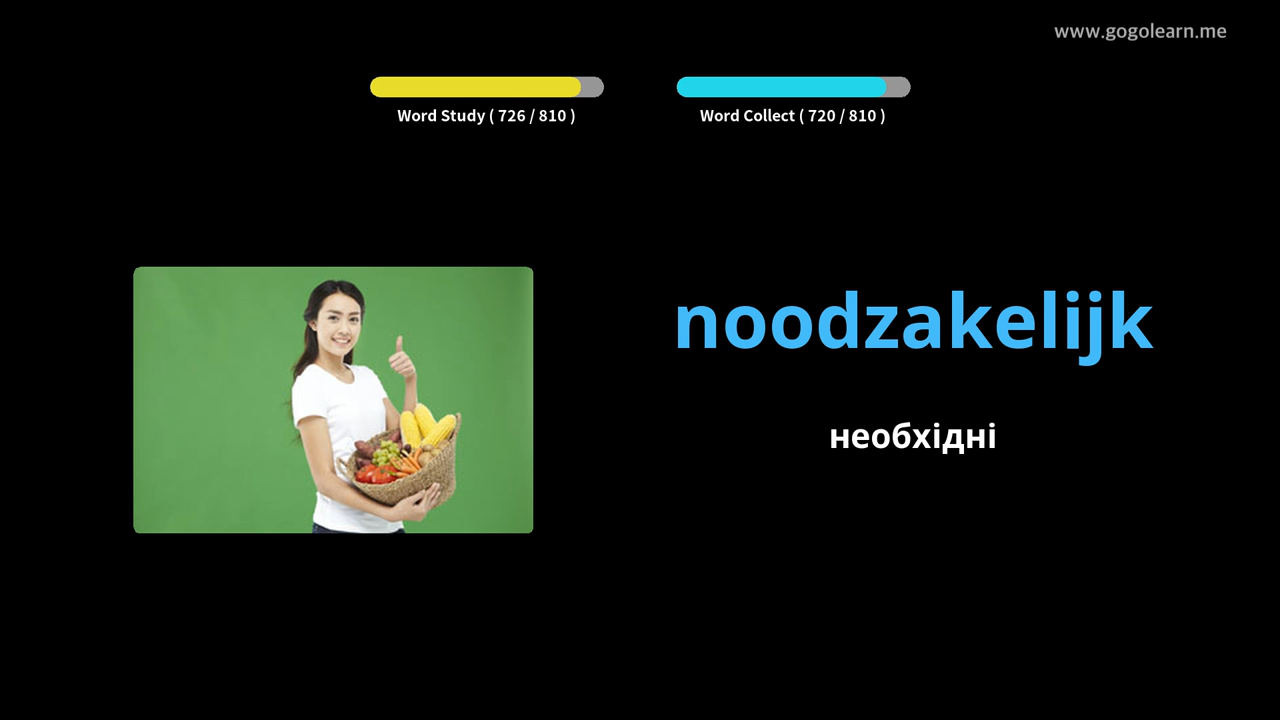 www.gogolearn.me
Word Study ( 726 / 810 )
Word Collect ( 720 / 810 )
noodzakelijk
необхідні